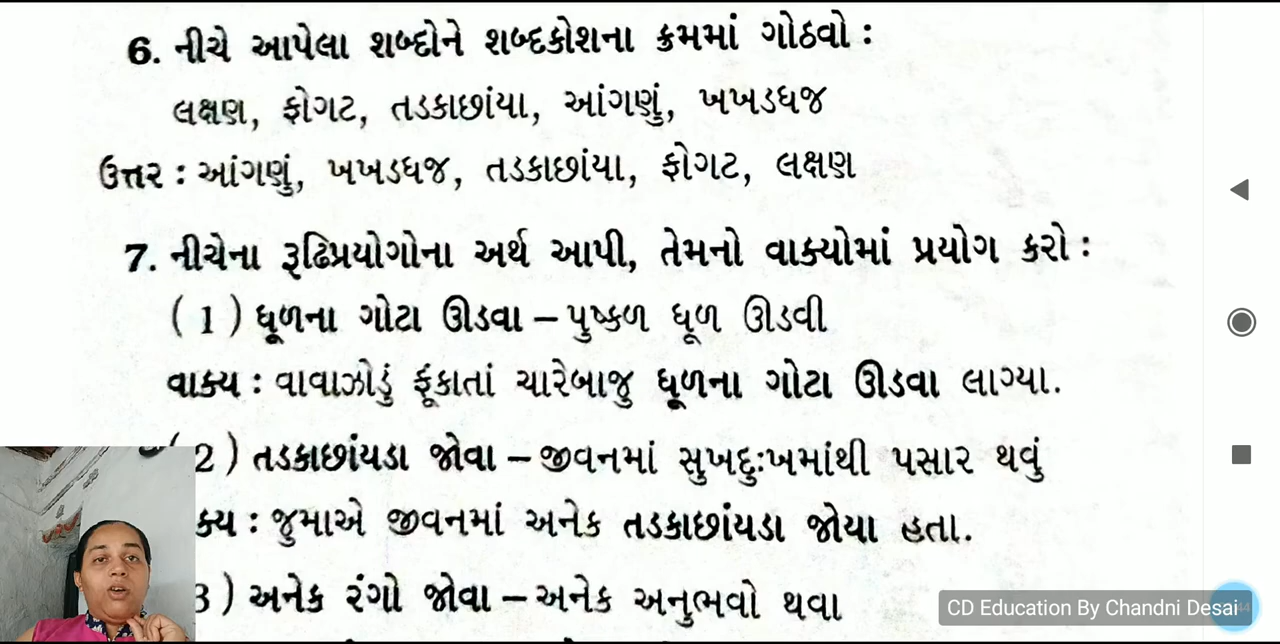 6. નીચે આપેલા શબ્દોને શબ્દકોશના ક્રમમાં ગોઠવો :
લક્ષણ, ફોગટ, તડકાછાંયા, આંગણું, ખખડધજ
ઉત્તર : આંગણું, ખખડધજ, તડકાછાંયા, ફોગટ, લક્ષણ
7. નીચેના રૂઢિપ્રયોગોના અર્થ આપી, તેમનો વાક્યોમાં પ્રયોગ કરો :
( 1 ) ધૂળના ગોટા ઊડવા – પુષ્કળ ધૂળ ઊડવી
વાક્ય : વાવાઝોડું ફૂંકાતાં ચારેબાજુ ધૂળના ગોટા ઊડવા લાગ્યા.
2 ) તડકાછાંયડા જોવા – જીવનમાં સુખદુઃખમાંથી પસાર થવું
ક્ય : જુમાએ જીવનમાં અનેક તડકાછાંયડા જોયા હતા.
3 ) અનેક રંગો જોવા – અનેક અનુભવો થવા
CD Education By Chandni Desai